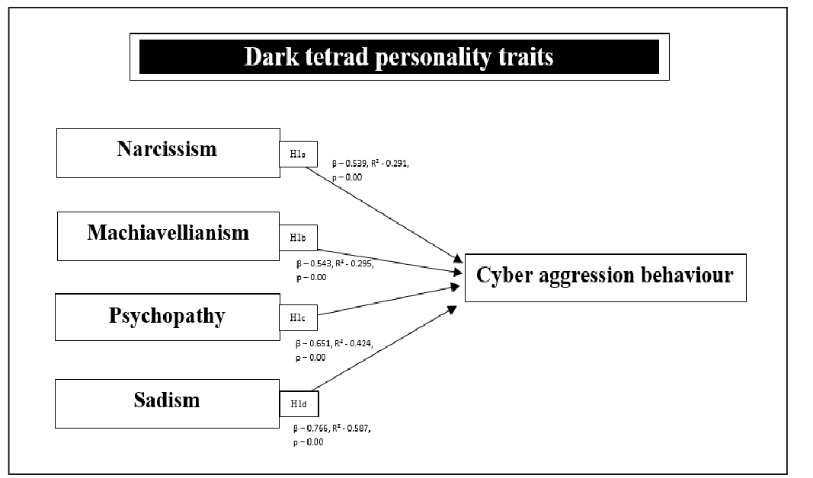 Dark tetrad personality traits
Narcissism
H1a
β – 0.539, R² - 0.291,
p – 0.00
Machiavellianism
H1b
β – 0.543, R² - 0.295,
p – 0.00
Cyber aggression behaviour
Psychopathy
H1c
β – 0.651, R² - 0.424,
p – 0.00
Sadism
H1d
β – 0.766, R² - 0.587,
p – 0.00